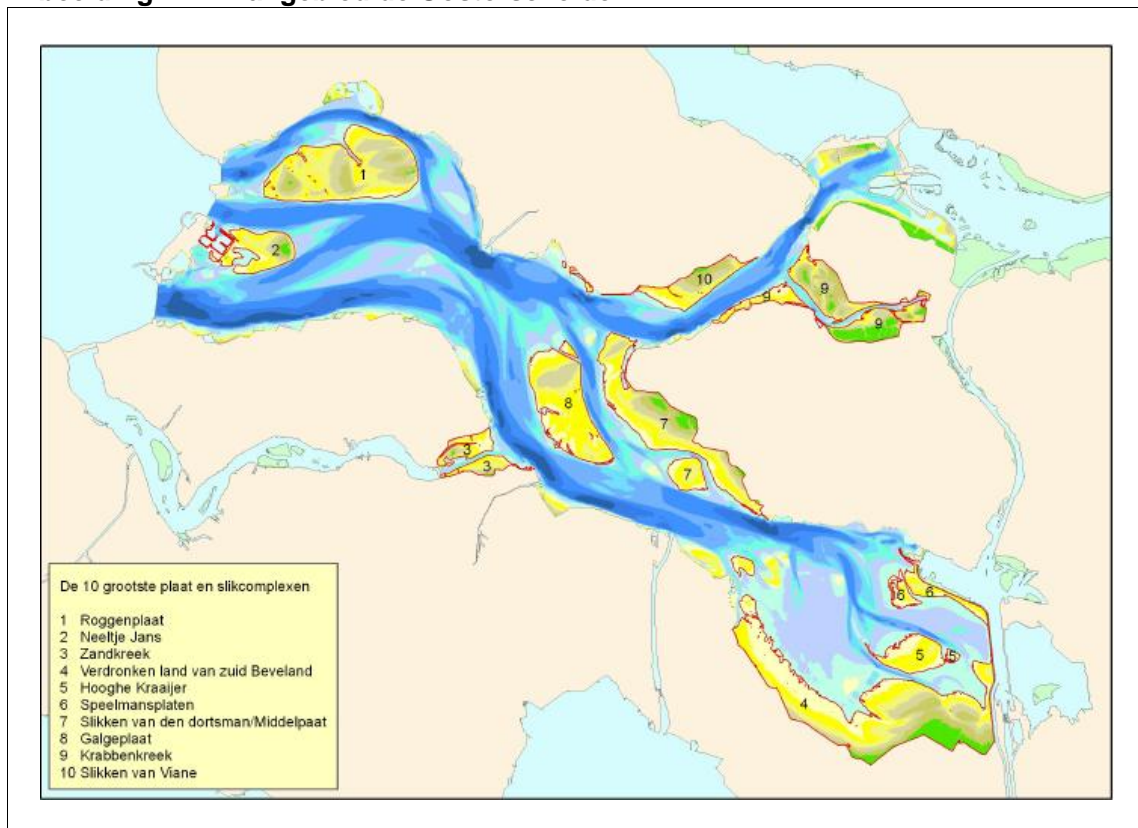 1
2
10
9
9
9
8
7
7
3
3
6
5
5
4
De 10 grootste plaat en slikcomplexen
1 Roggenplaat
2 Neeltje Jans
3 Zandkreek
4 Verdronken land van zuid Beveland
5 Hooghe Kraaijer
6 Speelmansplaten
7 Slikken van den dortsman/Middelpaat
8 Galgeplaat
9 Krabbenkreek
10 Slikken van Viane